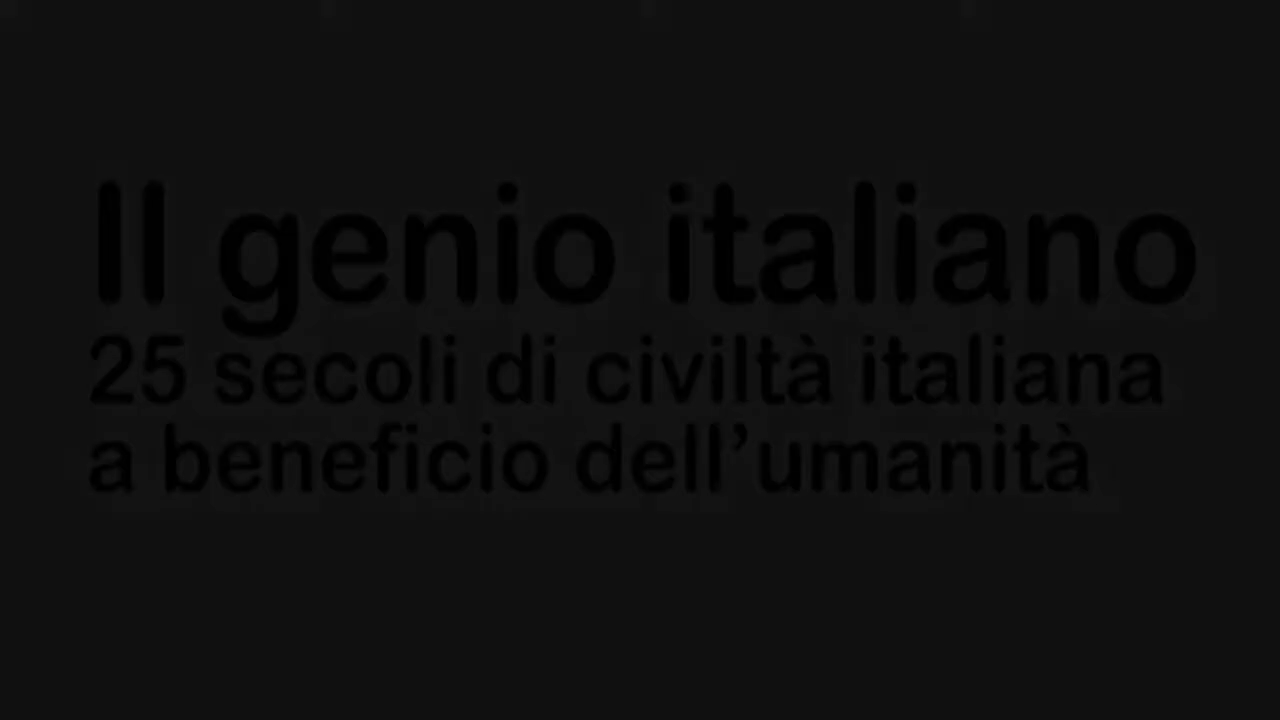 Il genio italiano
25 secoli di civiltà italiana
a beneficio dell’umanità